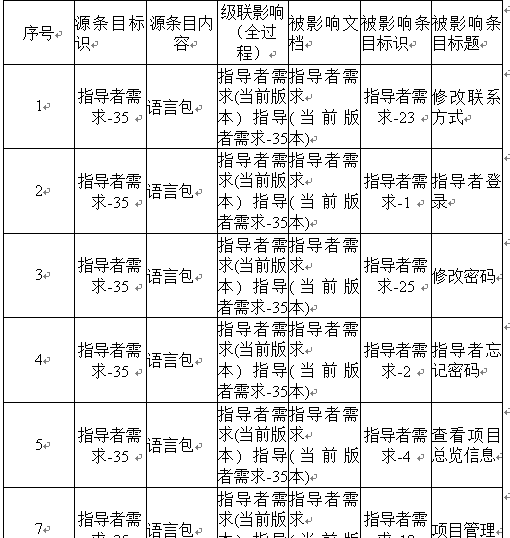 序号
源条目标
识
源条目内
容
级联影响
（全过
程）
被影响文
档
被影响条
目标识
被影响条
目标题
1
指导者需
求-35
语言包
指导者需
求(当前版
本) 指导
者需求-35
指导者需
求
(当前版
本)
指导者需
求-23
修改联系
方式
2
指导者需
求-35
语言包
指导者需
求(当前版
本) 指导
者需求-35
指导者需
求
(当前版
本)
指导者需
求-1
指导者登
录
3
指导者需
求-35
语言包
指导者需
求(当前版
本) 指导
者需求-35
指导者需
求
(当前版
本)
指导者需
求-25
修改密码
4
指导者需
求-35
语言包
指导者需
求(当前版
本) 指导
者需求-35
指导者需
求
(当前版
本)
指导者需
求-2
指导者忘
记密码
5
指导者需
求-35
语言包
指导者需
求(当前版
本) 指导
者需求-35
指导者需
求
(当前版
本)
指导者需
求-4
查看项目
总览信息
7
指导者需
语言包
指导者需
求(当前版
本) 指导
指导者需
求
(当前版
指导者需
项目管理